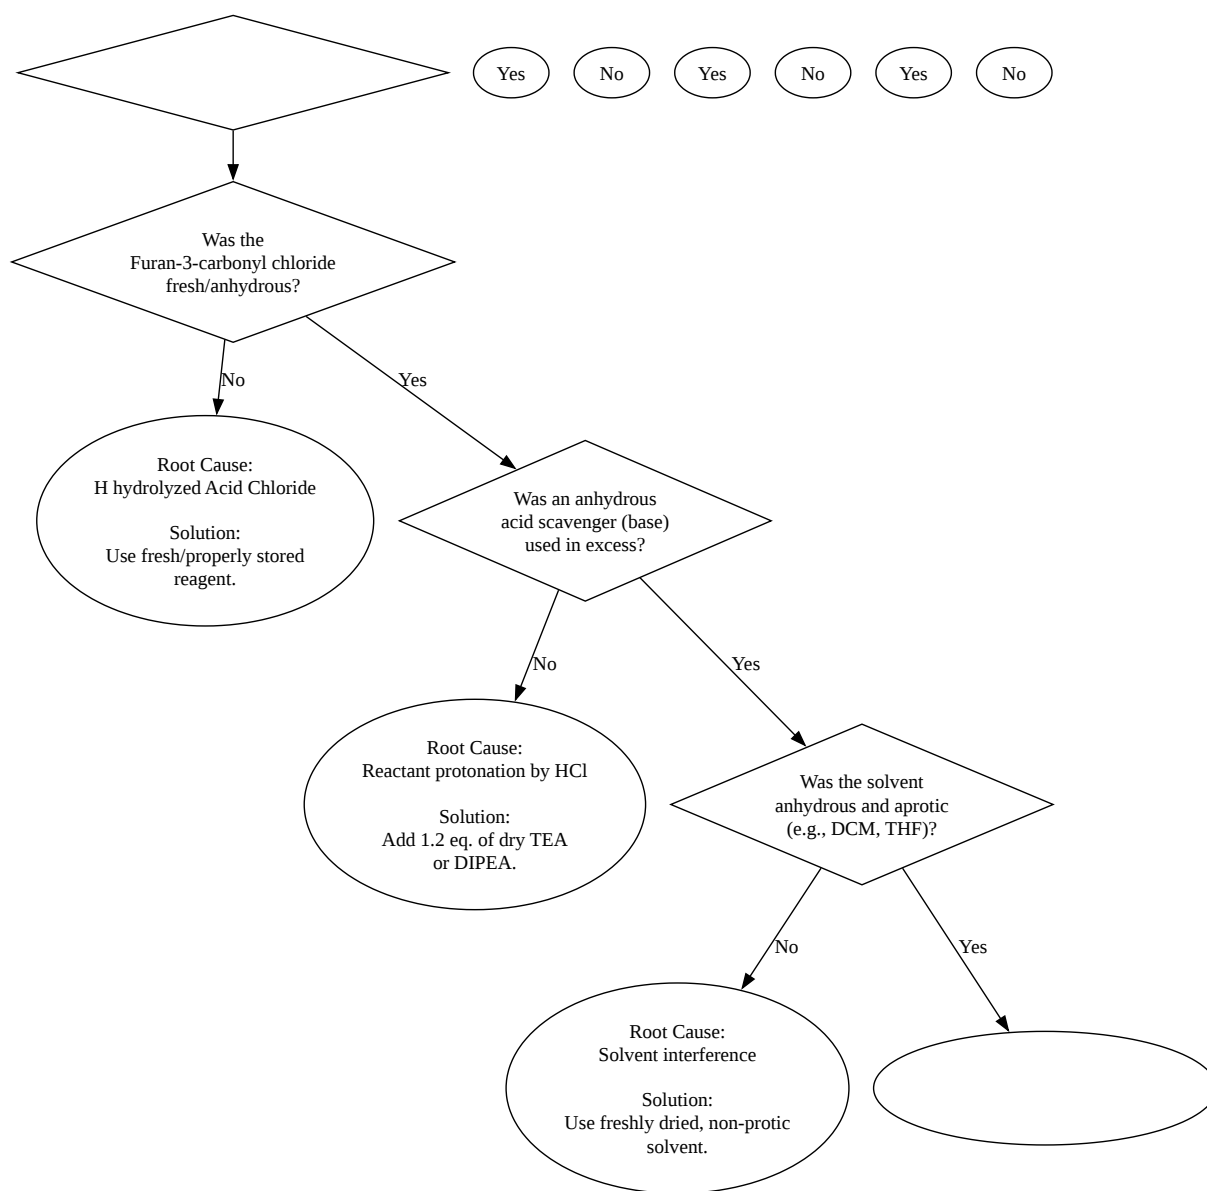 Yes
No
Yes
No
Yes
No
Was the
Furan-3-carbonyl chloride
fresh/anhydrous?
No
Yes
Root Cause:
H hydrolyzed Acid Chloride
Solution:
Use fresh/properly stored
reagent.
Was an anhydrous
acid scavenger (base)
used in excess?
No
Yes
Root Cause:
Reactant protonation by HCl
Solution:
Add 1.2 eq. of dry TEA
or DIPEA.
Was the solvent
anhydrous and aprotic
(e.g., DCM, THF)?
No
Yes
Root Cause:
Solvent interference
Solution:
Use freshly dried, non-protic
solvent.